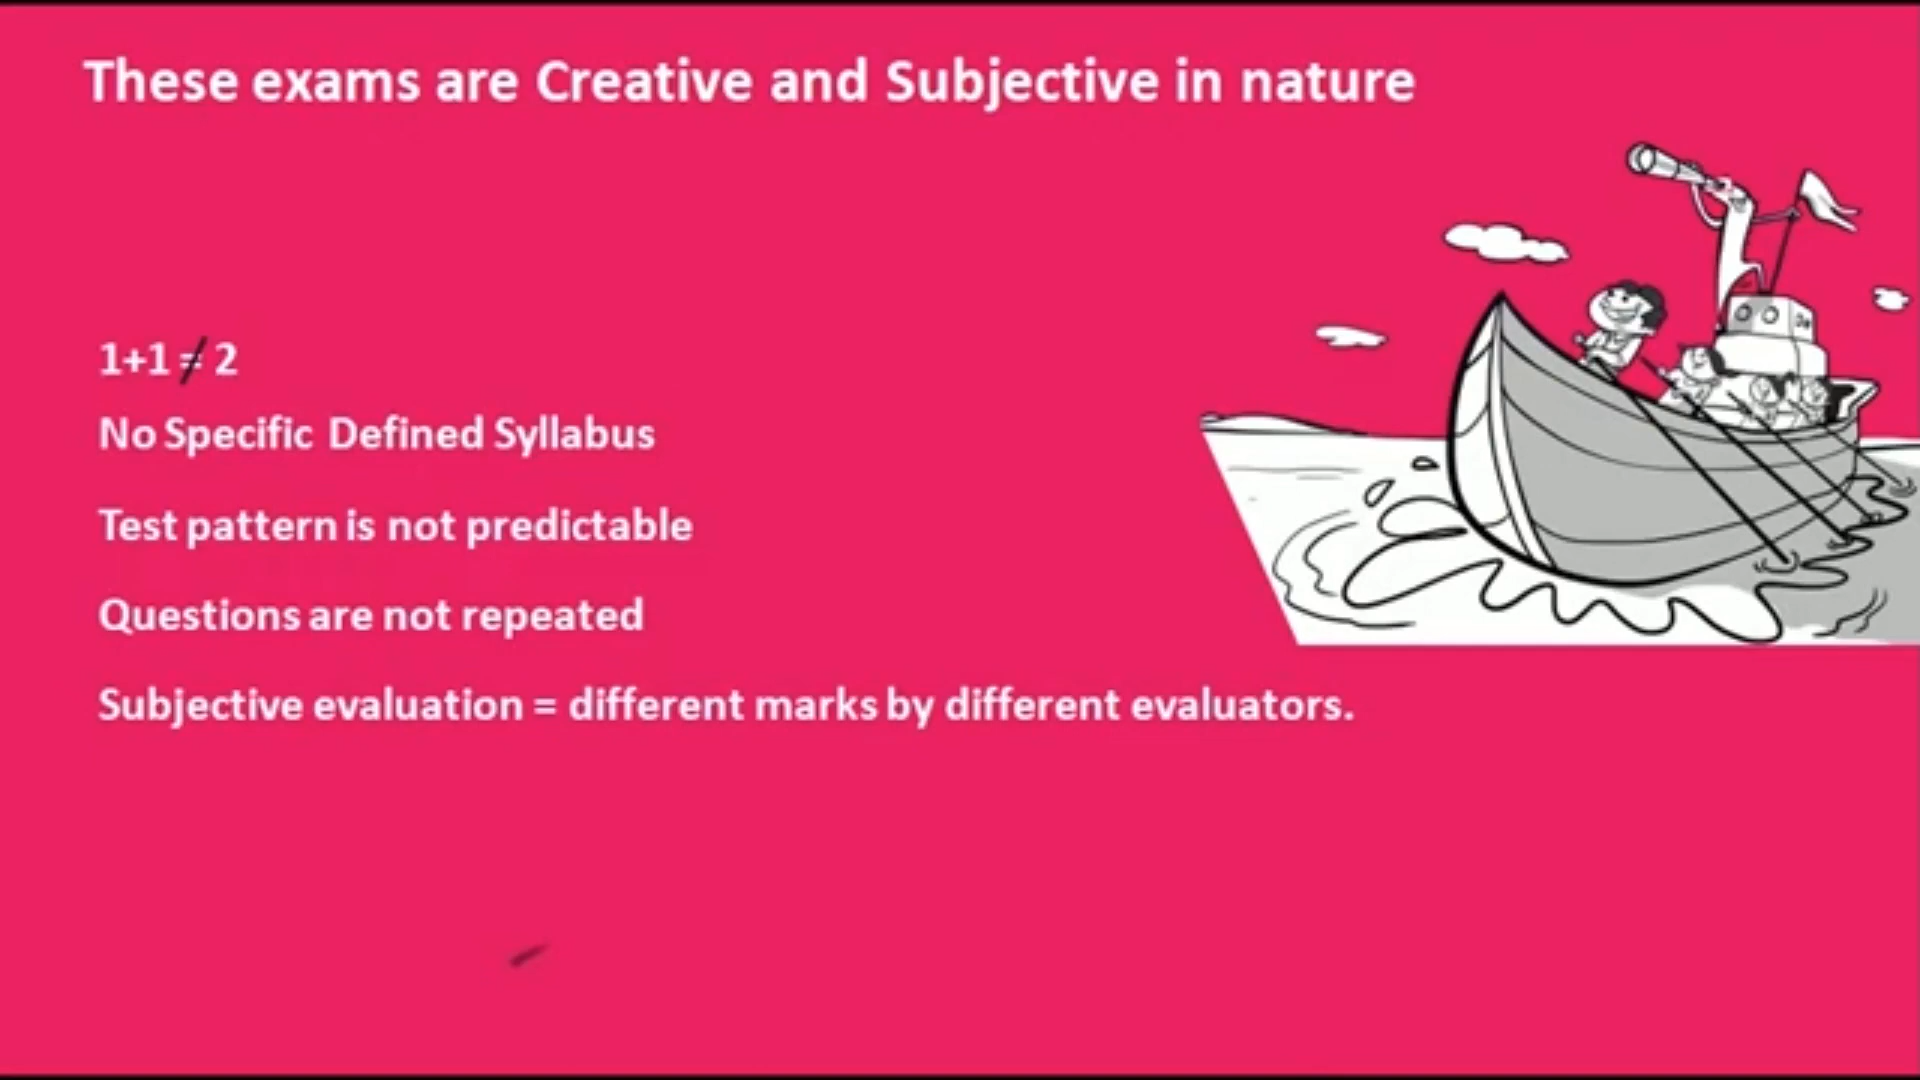 These exams are Creative and Subjective in nature
1+1 ≠ 2
No Specific Defined Syllabus
Test pattern is not predictable
Questions are not repeated
Subjective evaluation = different marks by different evaluators.